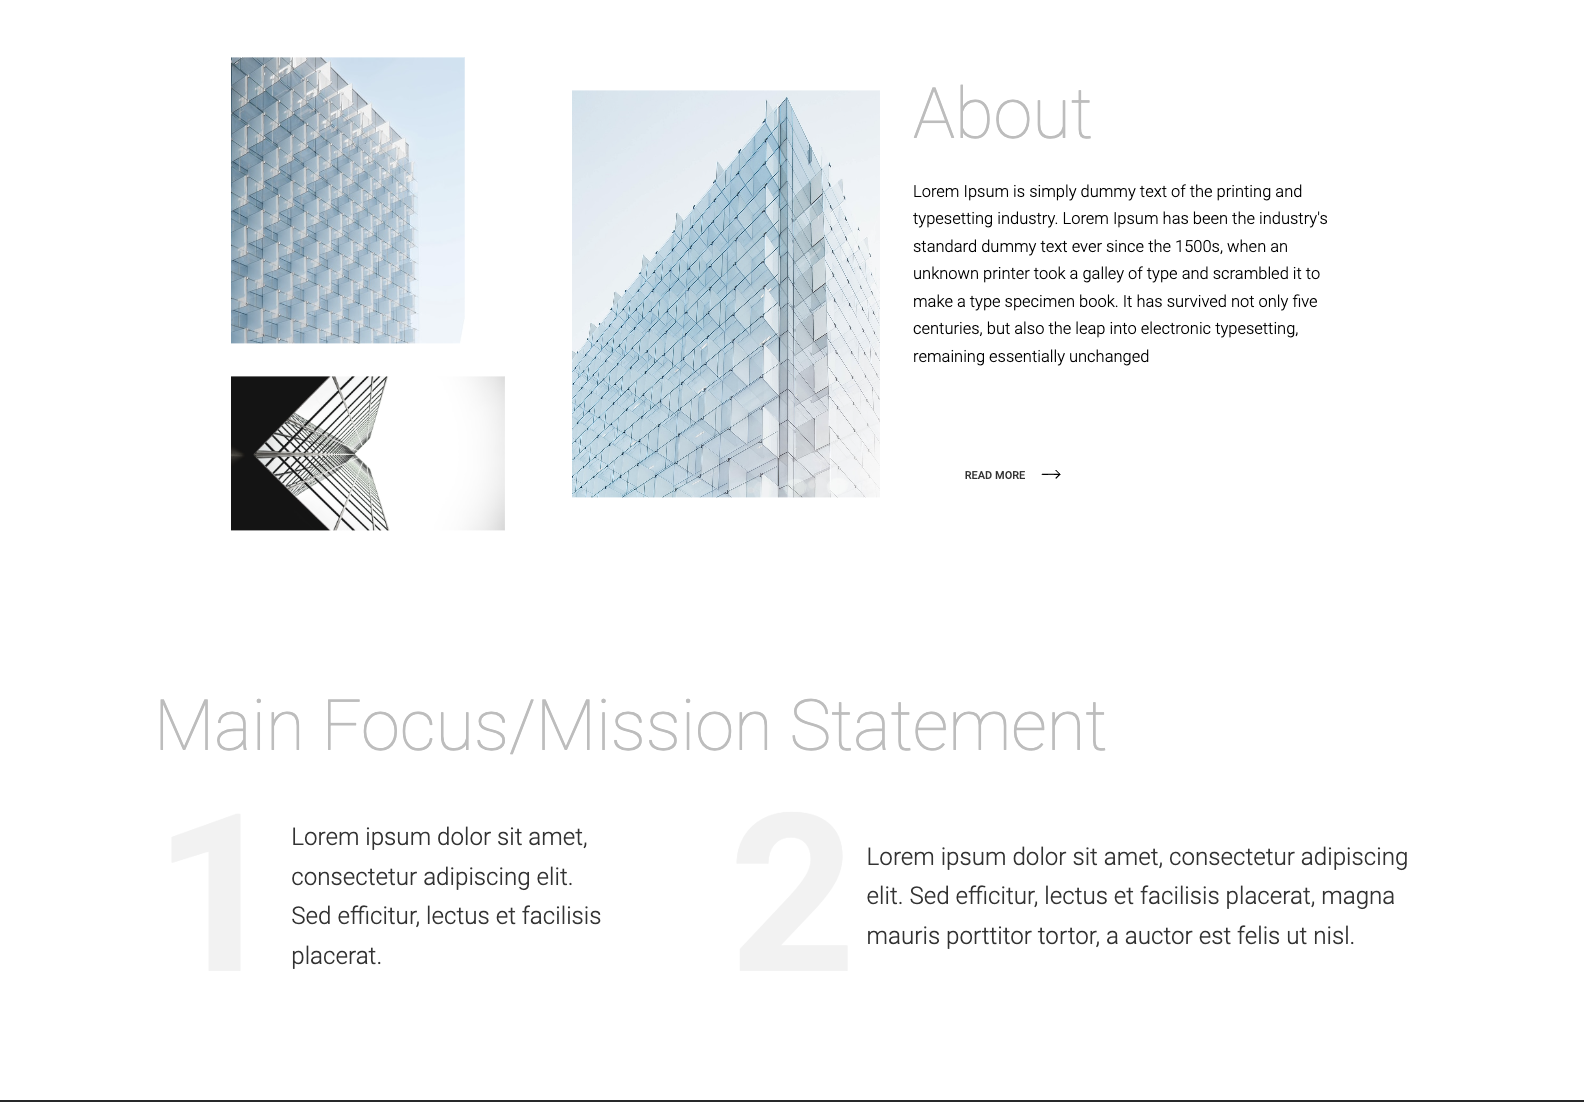 About
Lorem Ipsum is simply dummy text of the printing and
typesetting industry. Lorem Ipsum has been the industry's
standard dummy text ever since the 1500s, when an
unknown printer took a galley of type and scrambled it to
make a type specimen book. It has survived not only five
centuries, but also the leap into electronic typesetting,
remaining essentially unchanged
READ MORE
Main Focus/Mission Statement
1
Lorem ipsum dolor sit amet,
consectetur adipiscing elit.
Sed efficitur, lectus et facilisis
placerat.
2
Lorem ipsum dolor sit amet, consectetur adipiscing
elit. Sed efficitur, lectus et facilisis placerat, magna
mauris porttitor tortor, a auctor est felis ut nisl.